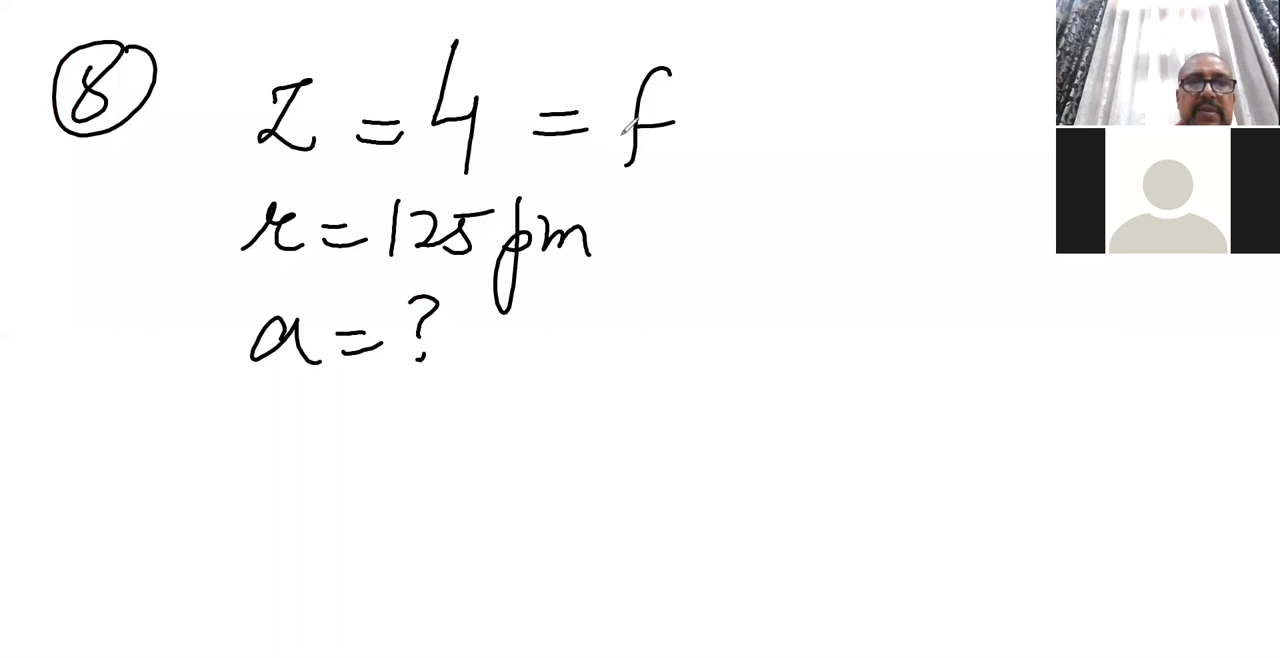 8
Z = 4 = f
r = 125 pm
a = ?